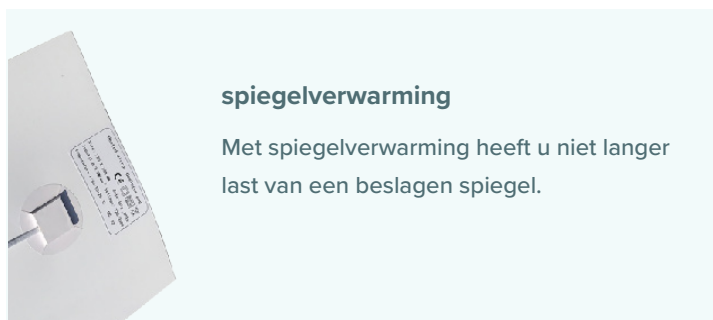 spiegelverwarming
Met spiegelverwarming heeft u niet langer
last van een beslagen spiegel.